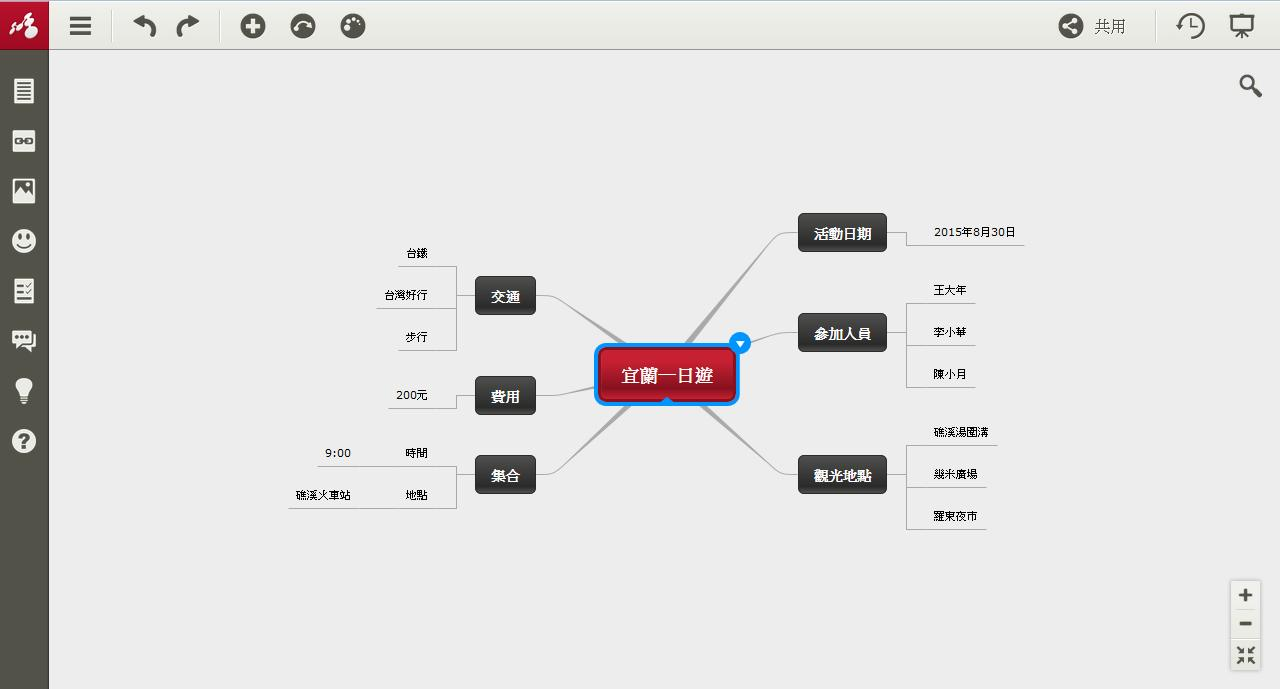 共用
宜蘭一日遊
活動日期
2015年8月30日
參加人員
王大年
李小華
陳小月
觀光地點
礁溪湯圍溝
幾米廣場
羅東夜市
交通
台鐵
台灣好行
步行
費用
200元
集合
時間
9:00
地點
礁溪火車站